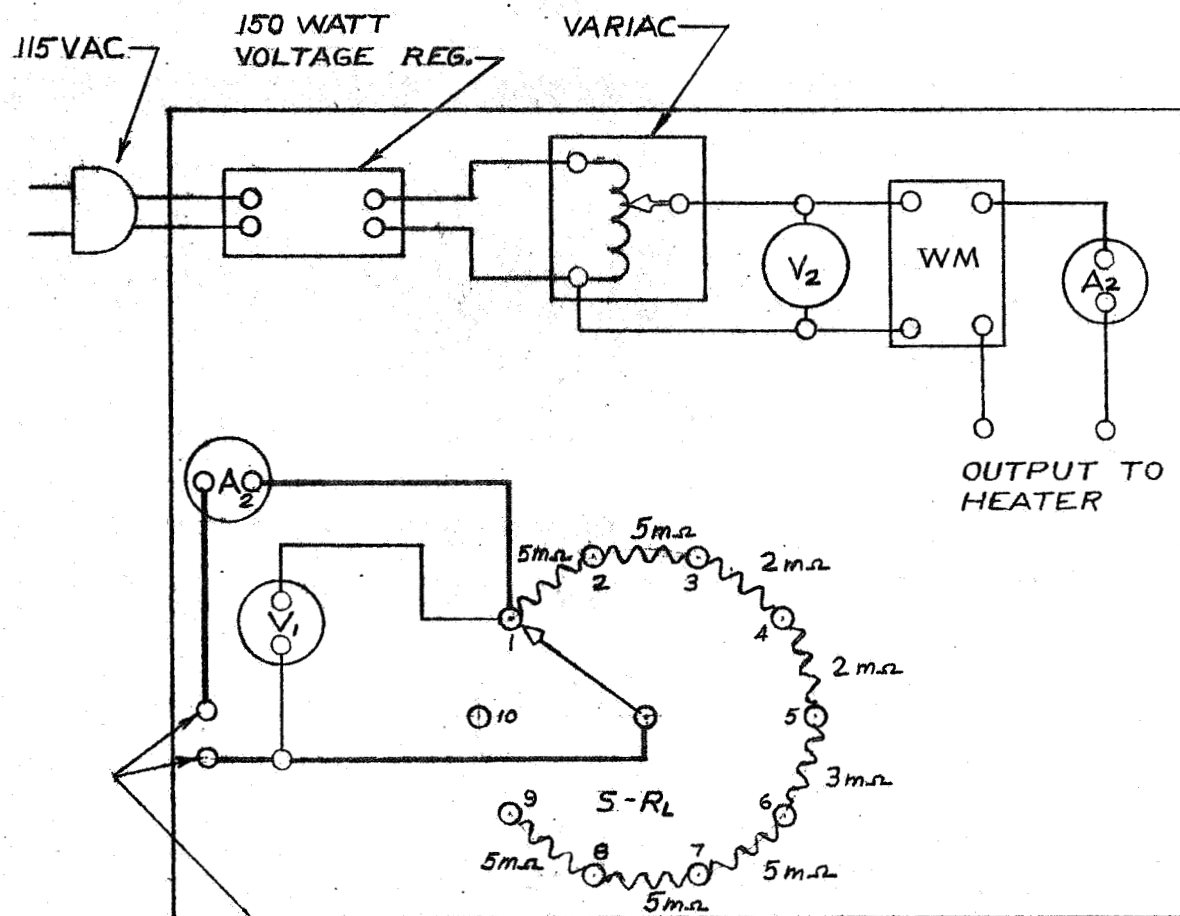 115 VAC
150 WATT
VOLTAGE REG.
VARIAC
V2
WM
A2
OUTPUT TO
HEATER
A2
V1
1
5mΩ
2
5mΩ
3
2mΩ
4
2mΩ
5
3mΩ
6
5mΩ
7
5mΩ
8
5mΩ
9
10
S-RL